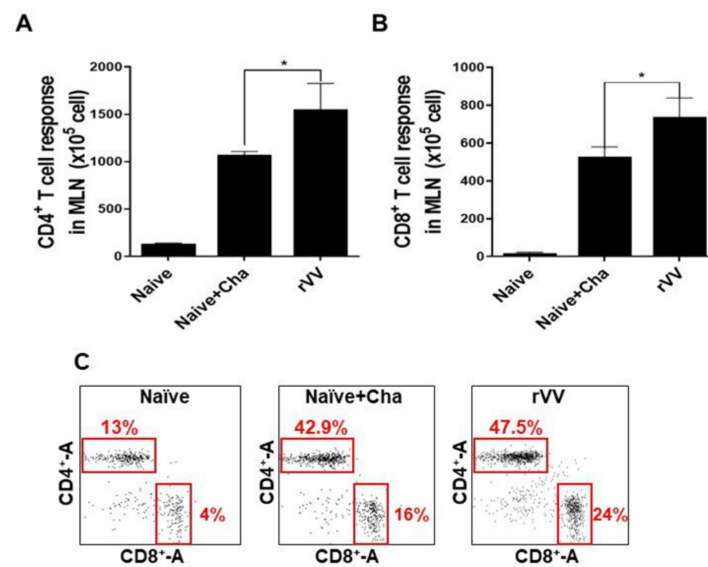 A
CD4⁺ T cell response
in MLN (x10⁵ cell)
2000
1500
1000
500
0
*
Naive
Naive+Cha
rVV
B
CD8⁺ T cell response
in MLN (x10⁵ cell)
1000
800
600
400
200
0
*
Naive
Naive+Cha
rVV
C
Naïve
13%
4%
CD4⁺-A
CD8⁺-A
Naïve+Cha
42.9%
16%
CD4⁺-A
CD8⁺-A
rVV
47.5%
24%
CD4⁺-A
CD8⁺-A